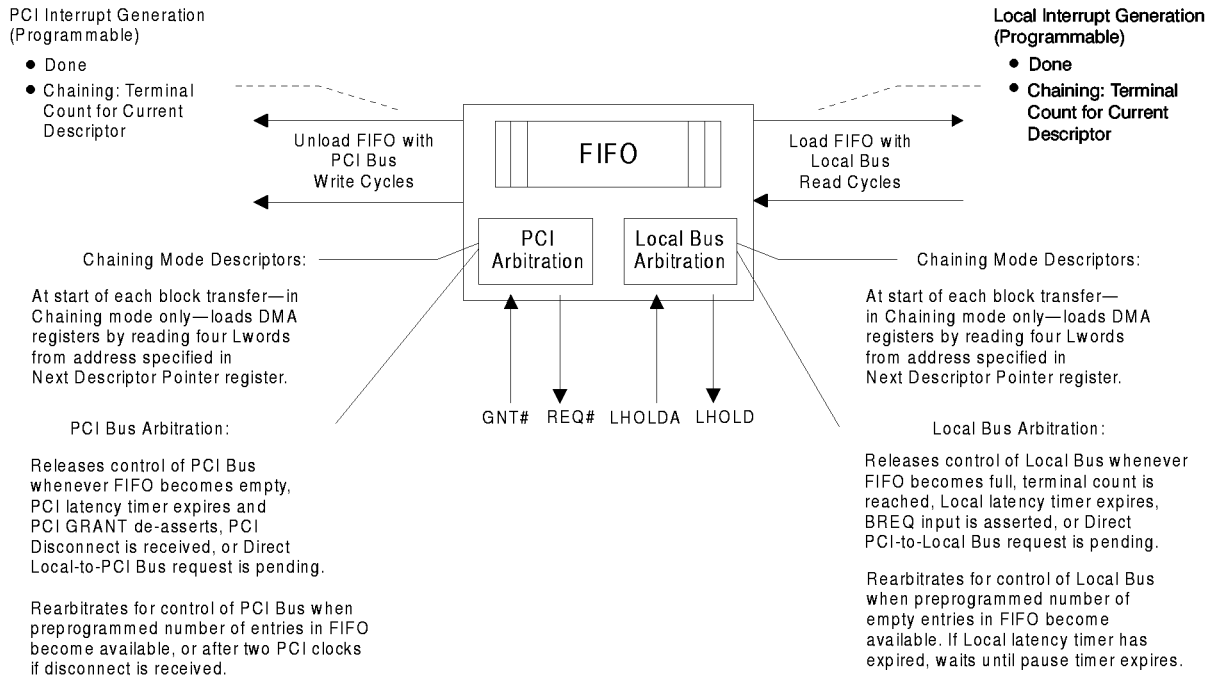 PCI Interrupt Generation
(Programmable)
● Done
● Chaining: Terminal
Count for Current
Descriptor
Local Interrupt Generation
(Programmable)
● Done
● Chaining: Terminal
Count for Current
Descriptor
Unload FIFO with
PCI Bus
Write Cycles
FIFO
Load FIFO with
Local Bus
Read Cycles
PCI
Arbitration
Local Bus
Arbitration
GNT#
REQ#
LHOLDA
LHOLD
Chaining Mode Descriptors:
At start of each block transfer—in
Chaining mode only—loads DMA
registers by reading four Lwords
from address specified in
Next Descriptor Pointer register.
PCI Bus Arbitration:
Releases control of PCI Bus
whenever FIFO becomes empty,
PCI latency timer expires and
PCI GRANT de-asserts, PCI
Disconnect is received, or Direct
Local-to-PCI Bus request is pending.
Rearbitrates for control of PCI Bus when
preprogrammed number of entries in FIFO
become available, or after two PCI clocks
if disconnect is received.
Chaining Mode Descriptors:
At start of each block transfer—
in Chaining mode only—loads DMA
registers by reading four Lwords
from address specified in
Next Descriptor Pointer register.
Local Bus Arbitration:
Releases control of Local Bus whenever
FIFO becomes full, terminal count is
reached, Local latency timer expires,
BREQ input is asserted, or Direct
PCI-to-Local Bus request is pending.
Rearbitrates for control of Local Bus
when preprogrammed number of
empty entries in FIFO become
available. If Local latency timer has
expired, waits until pause timer expires.